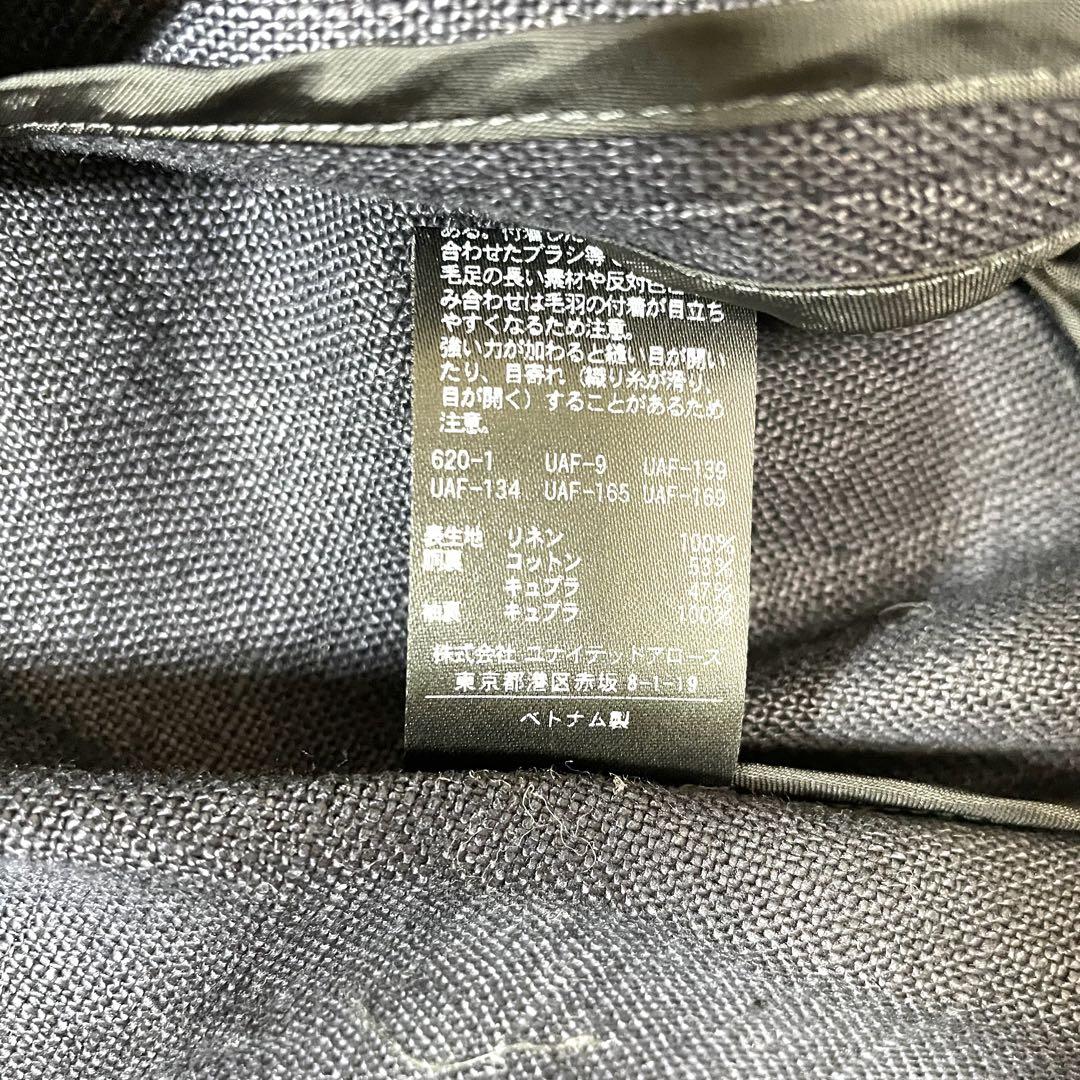 ある。付着した
合わせたブラシ等
毛足の長い素材や反対色
み合わせは毛羽の付着が目立ち
やすくなるため注意。
強い力が加わると縫い目が開い
たり、目寄れ（織り糸が滑り、
目が開く）することがあるため
注意。
620-1 UAF-9 UAF-139
UAF-134 UAF-165 UAF-169
表生地 リネン 100%
胴裏 コットン 53%
キュプラ 47%
袖裏 キュプラ 100%
株式会社 ユナイテッドアローズ
東京都港区赤坂 8-1-19
ベトナム製